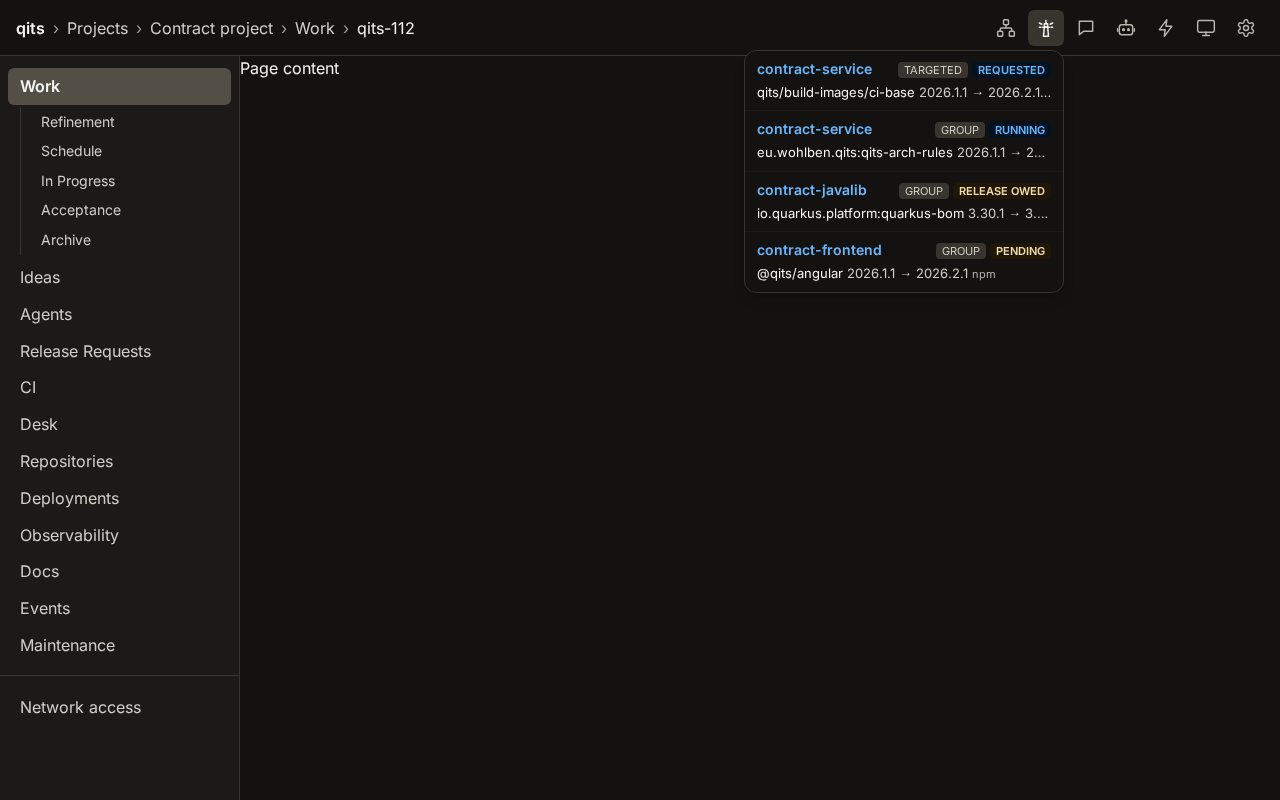 qits › Projects › Contract project › Work › qits-112
Work
Refinement
Schedule
In Progress
Acceptance
Archive
Ideas
Agents
Release Requests
CI
Desk
Repositories
Deployments
Observability
Docs
Events
Maintenance
Network access
Page content
contract-service TARGETED REQUESTED
qits/build-images/ci-base 2026.1.1 → 2026.2.1…
contract-service GROUP RUNNING
eu.wohlben.qits:qits-arch-rules 2026.1.1 → 2…
contract-javalib GROUP RELEASE OWED
io.quarkus.platform:quarkus-bom 3.30.1 → 3.…
contract-frontend GROUP PENDING
@qits/angular 2026.1.1 → 2026.2.1 npm